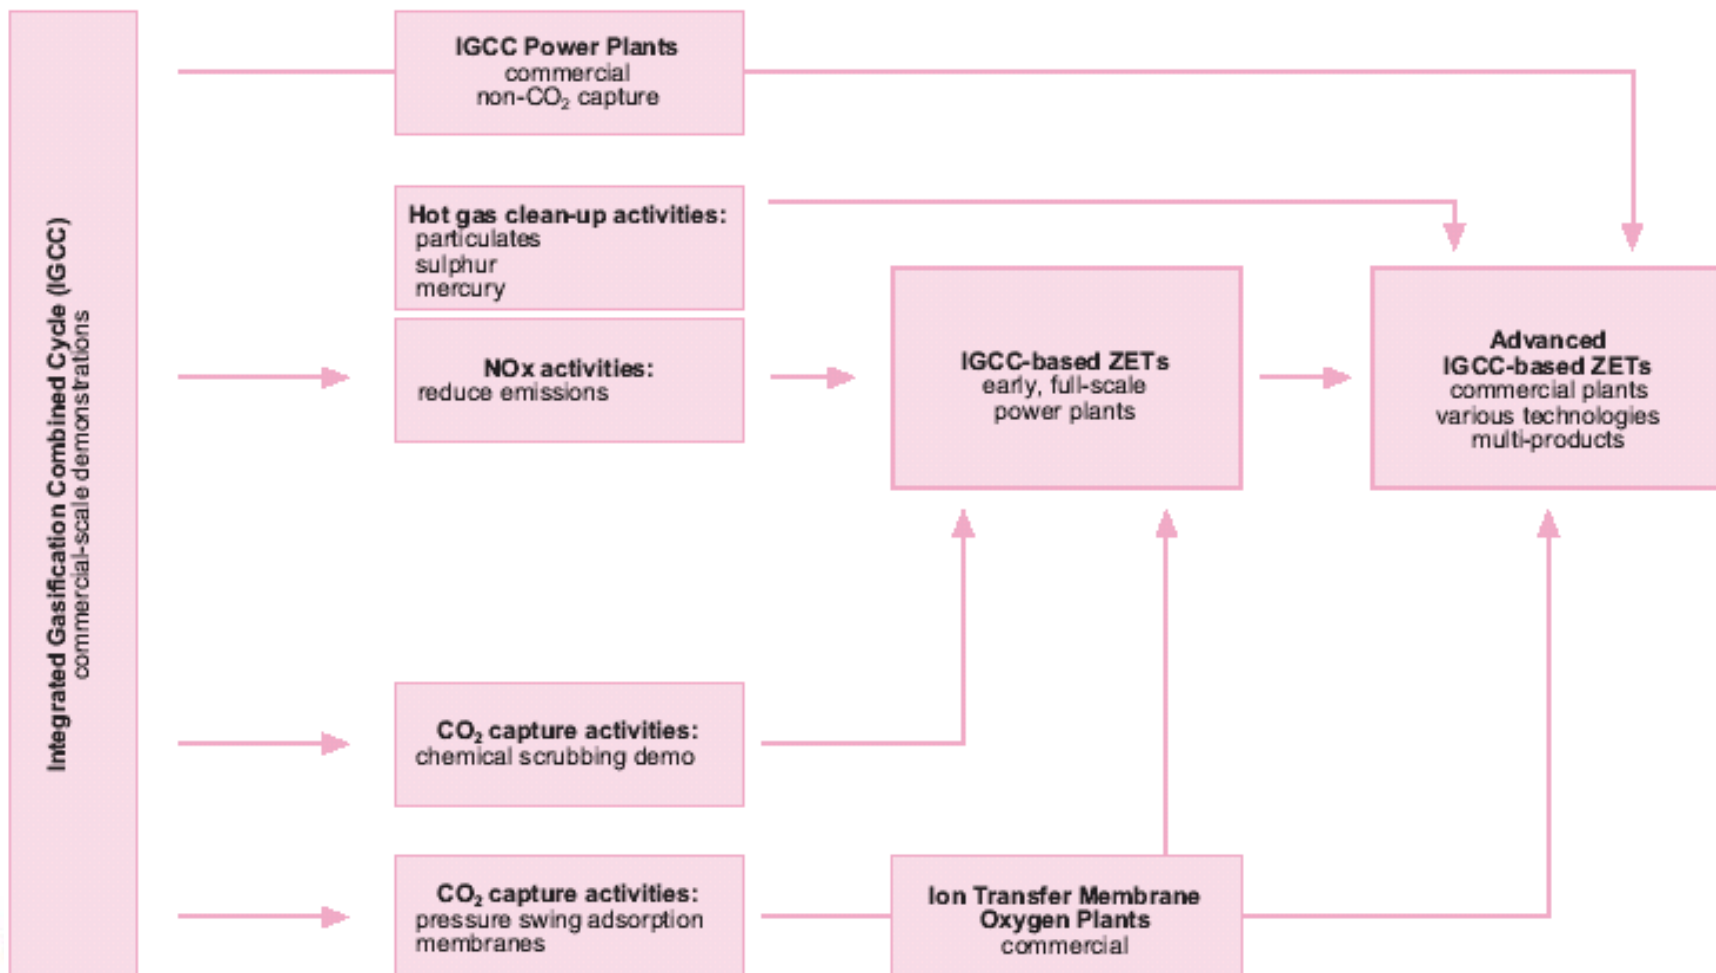 Integrated Gasification Combined Cycle (IGCC)
commercial-scale demonstrations
IGCC Power Plants
commercial
non-CO₂ capture
Hot gas clean-up activities:
particulates
sulphur
mercury
NOx activities:
reduce emissions
IGCC-based ZETs
early, full-scale
power plants
Advanced
IGCC-based ZETs
commercial plants
various technologies
multi-products
CO₂ capture activities:
chemical scrubbing demo
CO₂ capture activities:
pressure swing adsorption
membranes
Ion Transfer Membrane
Oxygen Plants
commercial